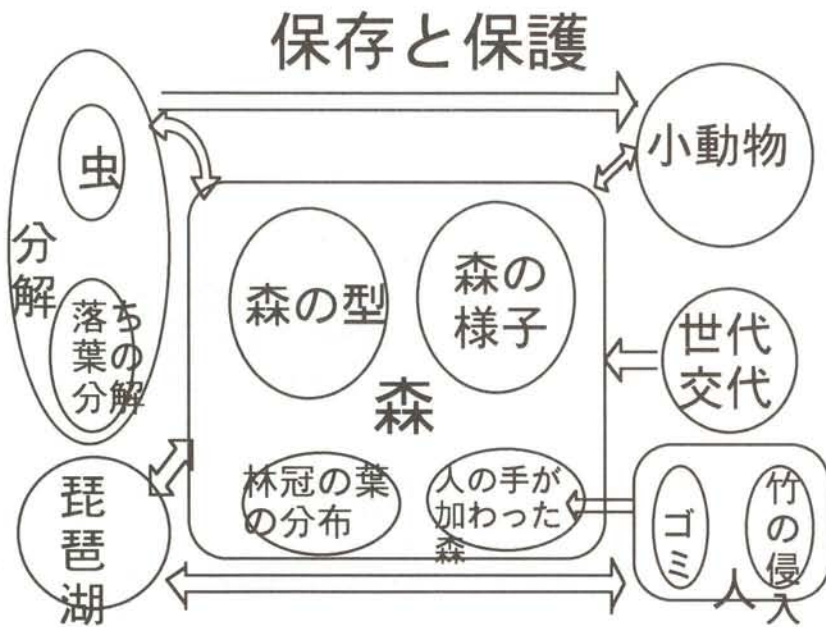 保存と保護
虫
分
解
落ち
葉の
分解
小動物
森の型
森の
様子
森
世代
交代
林冠の葉
の分布
人の手が
加わった
森
琵
琶
湖
ゴミ
竹の侵入
人